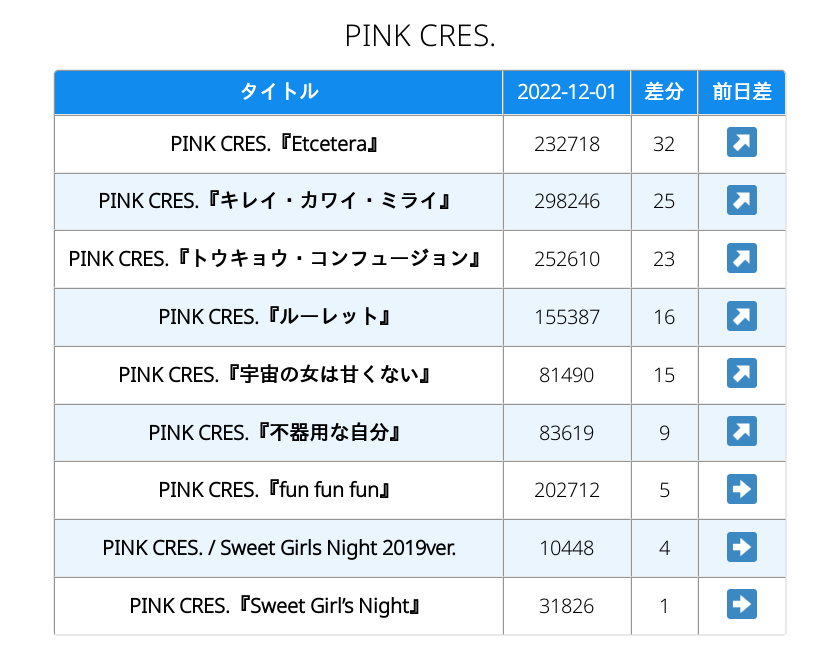 PINK CRES.
タイトル 2022-12-01 差分 前日差
PINK CRES.『Etcetera』 232718 32
PINK CRES.『キレイ・カワイ・ミライ』 298246 25
PINK CRES.『トウキョウ・コンフュージョン』 252610 23
PINK CRES.『ルーレット』 155387 16
PINK CRES.『宇宙の女は甘くない』 81490 15
PINK CRES.『不器用な自分』 83619 9
PINK CRES.『fun fun fun』 202712 5
PINK CRES. / Sweet Girls Night 2019ver. 10448 4
PINK CRES.『Sweet Girl’s Night』 31826 1